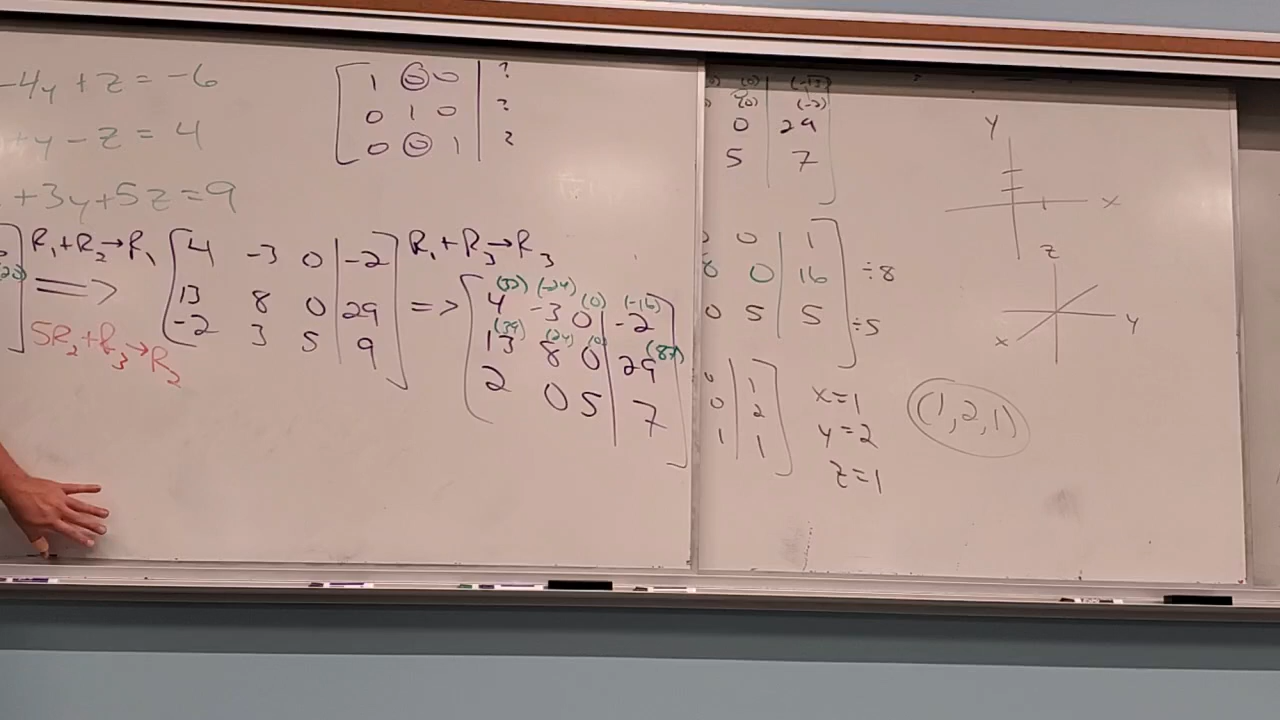 -4y + z = -6
+y - z = 4
+3y+5z=9
[ 1 0 0 | ?
0 1 0 | ?
0 0 1 | ?
R₁+R₂→R₁
=>
5R₂+R₃→R₂
[ 4 -3 0 | -2 ]
13 8 0 | 29
-2 3 5 | 9
R₁+R₃→R₃
=>
(32) (-24) (0) (-16)
4 -3 0 | -2
(39) (24) (0) (87)
13 8 0 | 29
2 0 5 | 7
(0) (-2)
0 | 29
5 | 7
0 | 1
8 0 | 16 ÷8
0 5 | 5 ÷5
0 | 1
0 | 2
1 | 1
x=1
y=2
z=1
(1,2,1)
Y
x
z
y
x